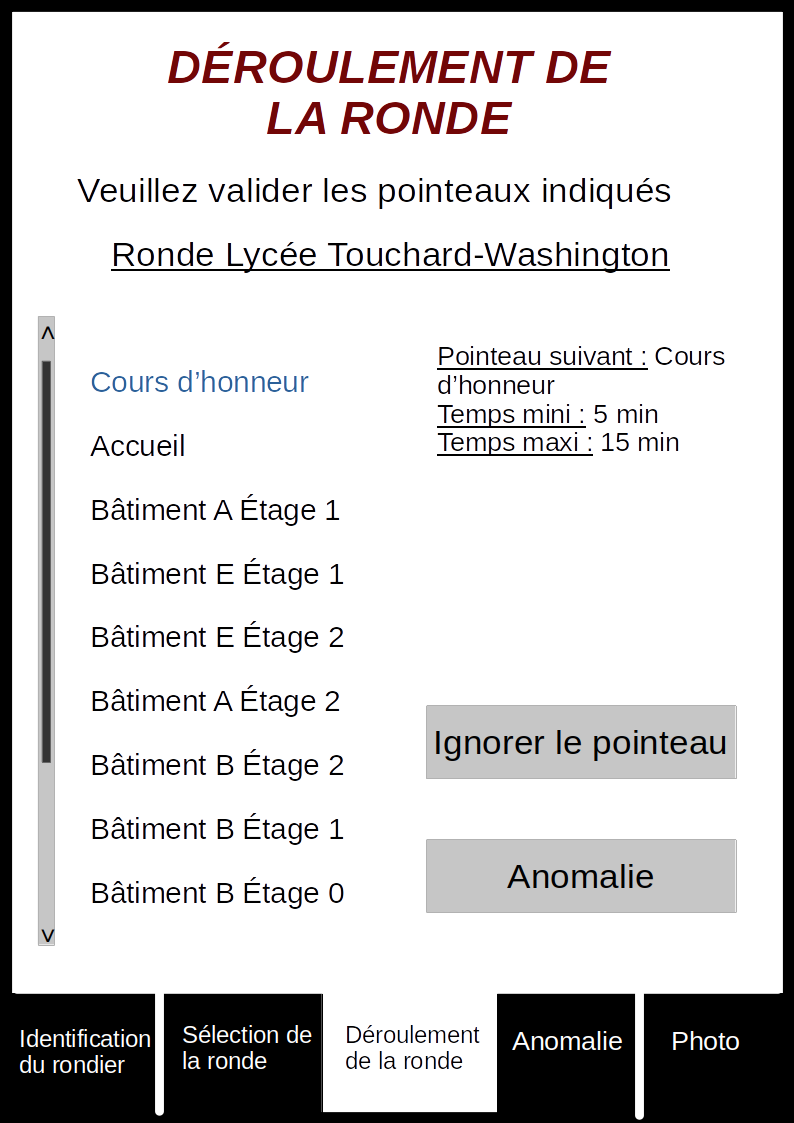 DÉROULEMENT DE
LA RONDE
Veuillez valider les pointeaux indiqués
Ronde Lycée Touchard-Washington
^
Cours d’honneur
Accueil
Bâtiment A Étage 1
Bâtiment E Étage 1
Bâtiment E Étage 2
Bâtiment A Étage 2
Bâtiment B Étage 2
Bâtiment B Étage 1
Bâtiment B Étage 0
v
Pointeau suivant : Cours
d’honneur
Temps mini : 5 min
Temps maxi : 15 min
Ignorer le pointeau
Anomalie
Identification
du rondier
Sélection de
la ronde
Déroulement
de la ronde
Anomalie
Photo